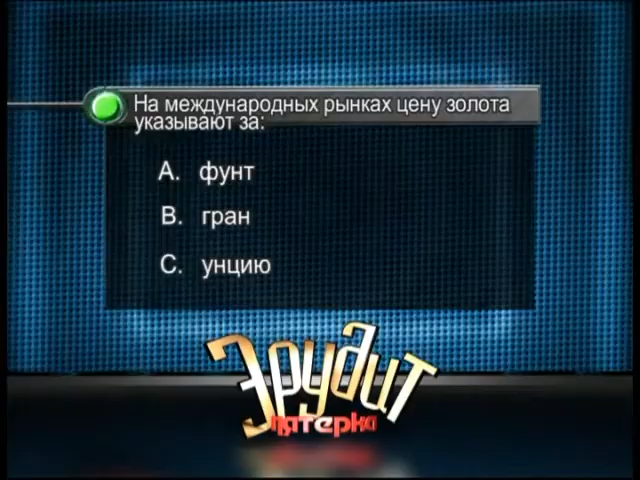 На международных рынках цену золота
указывают за:
A. фунт
B. гран
C. унцию
Эрудит
пятерка